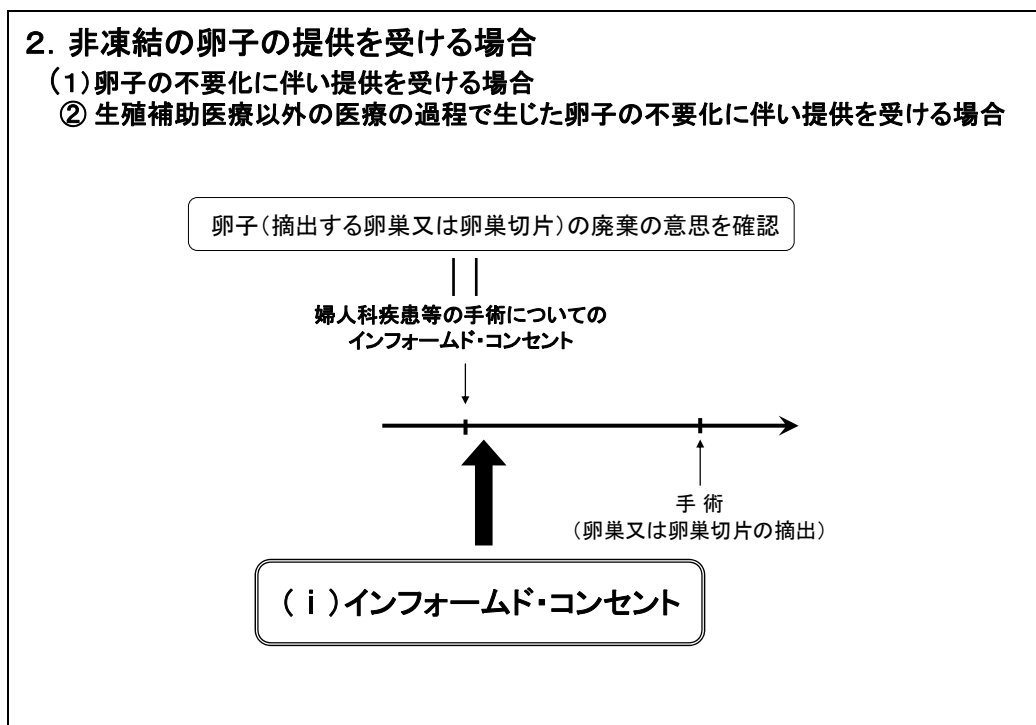 ２．非凍結の卵子の提供を受ける場合
（１）卵子の不要化に伴い提供を受ける場合
② 生殖補助医療以外の医療の過程で生じた卵子の不要化に伴い提供を受ける場合
卵子（摘出する卵巣又は卵巣切片）の廃棄の意思を確認
婦人科疾患等の手術についての
インフォームド・コンセント
手 術
（卵巣又は卵巣切片の摘出）
（ⅰ）インフォームド・コンセント